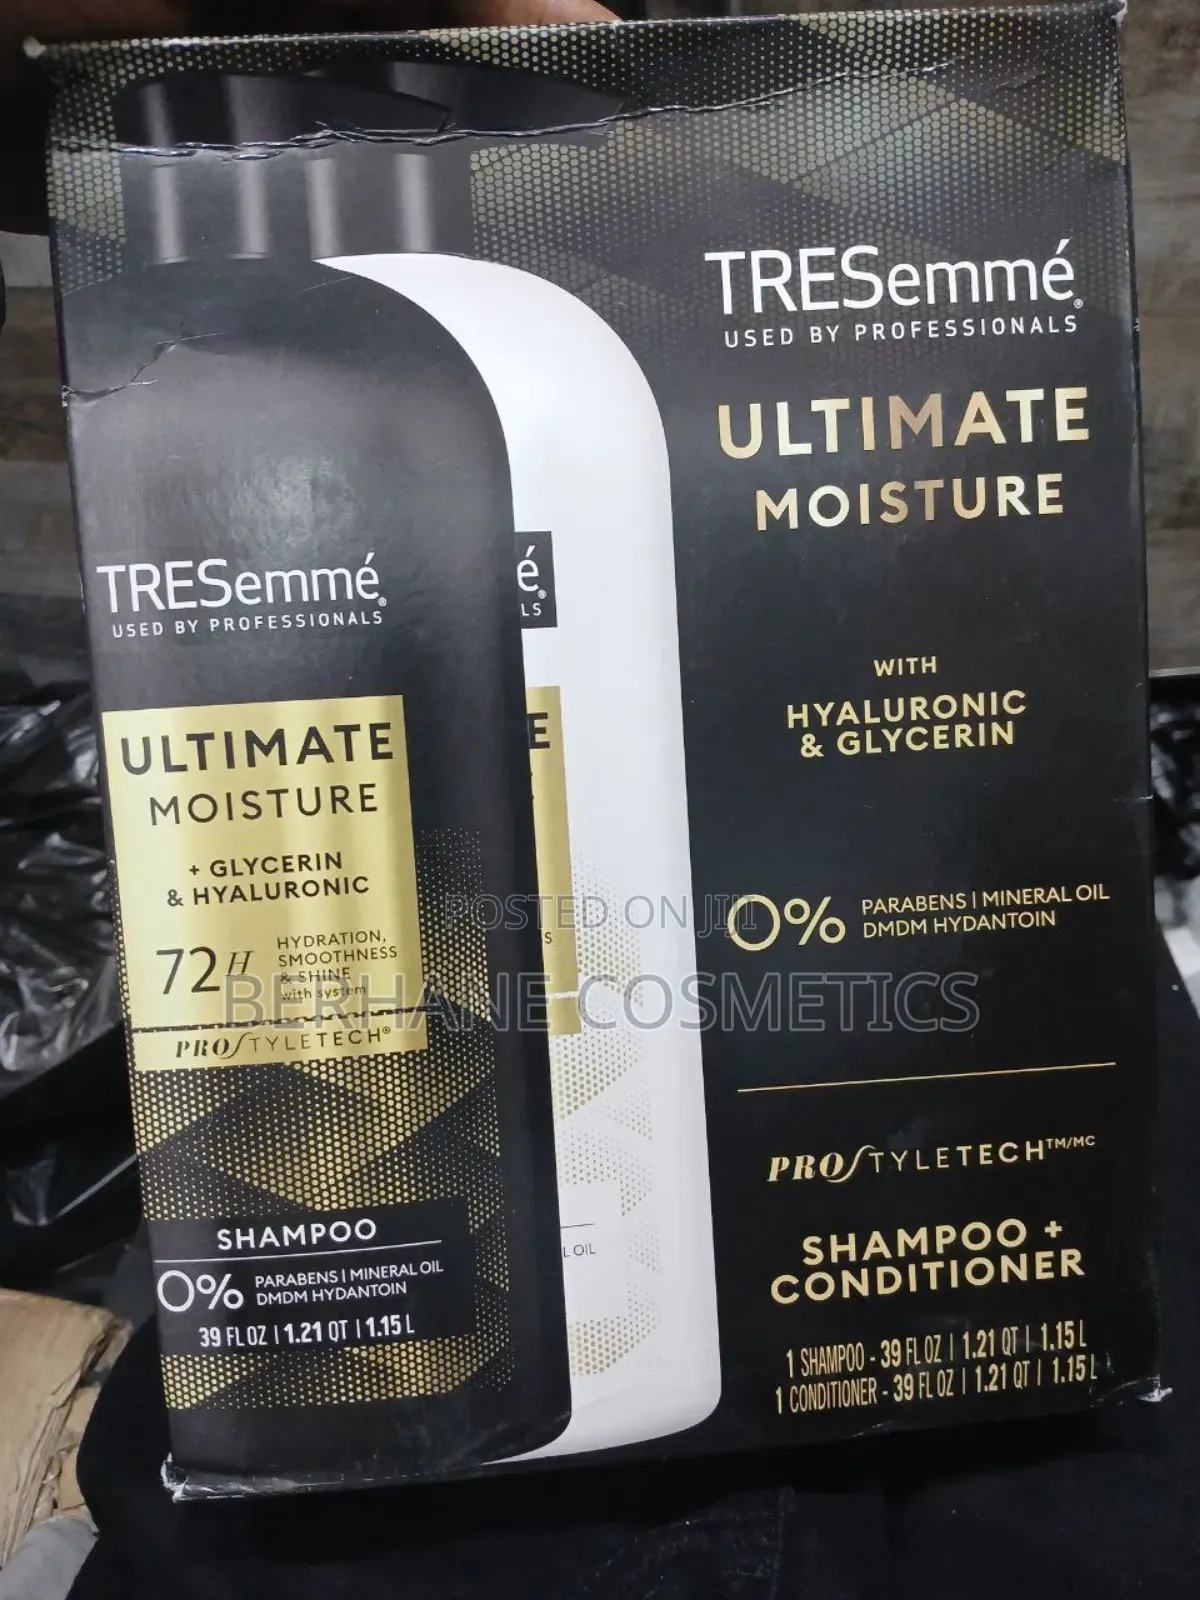 TRESemmé®
USED BY PROFESSIONALS
ULTIMATE
MOISTURE
WITH
HYALURONIC
& GLYCERIN
0% PARABENS | MINERAL OIL
DMDM HYDANTOIN
PROSTYLETECH™/MC
SHAMPOO +
CONDITIONER
1 SHAMPOO - 39 FL OZ | 1.21 QT | 1.15 L
1 CONDITIONER - 39 FL OZ | 1.21 QT | 1.15 L
TRESemmé®
USED BY PROFESSIONALS
ULTIMATE
MOISTURE
+ GLYCERIN
& HYALURONIC
72H HYDRATION,
SMOOTHNESS
& SHINE
with system
PROSTYLETECH®
SHAMPOO
0% PARABENS | MINERAL OIL
DMDM HYDANTOIN
39 FL OZ | 1.21 QT | 1.15 L
é®
LS
E
S
L OIL
POSTED ON JIJI
BERHANE COSMETICS